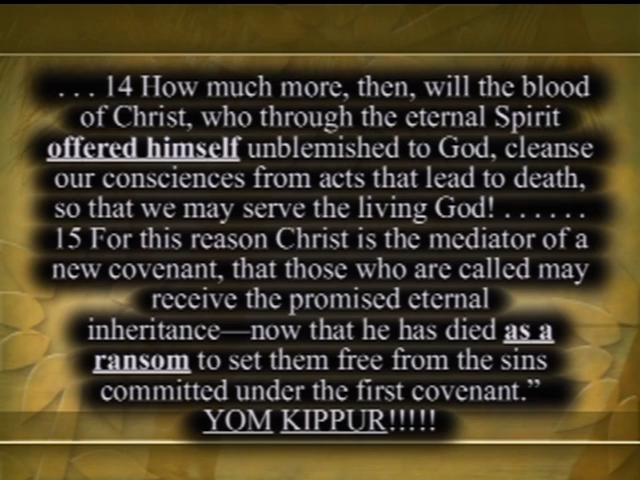 . . . 14 How much more, then, will the blood
of Christ, who through the eternal Spirit
offered himself unblemished to God, cleanse
our consciences from acts that lead to death,
so that we may serve the living God! . . . . . .
15 For this reason Christ is the mediator of a
new covenant, that those who are called may
receive the promised eternal
inheritance—now that he has died as a
ransom to set them free from the sins
committed under the first covenant.”
YOM KIPPUR!!!!!